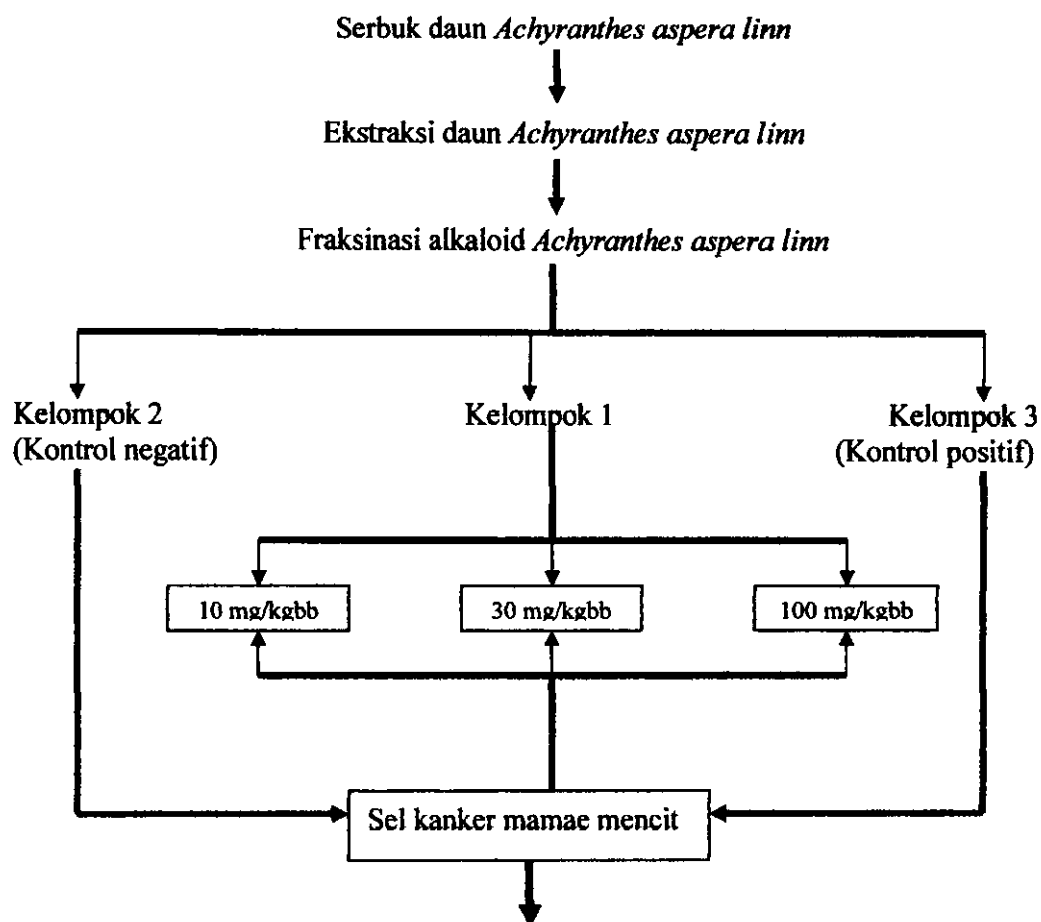 Serbuk daun Achyranthes aspera linn
Ekstraksi daun Achyranthes aspera linn
Fraksinasi alkaloid Achyranthes aspera linn
Kelompok 2
(Kontrol negatif)
Kelompok 1
Kelompok 3
(Kontrol positif)
10 mg/kgbb
30 mg/kgbb
100 mg/kgbb
Sel kanker mamae mencit